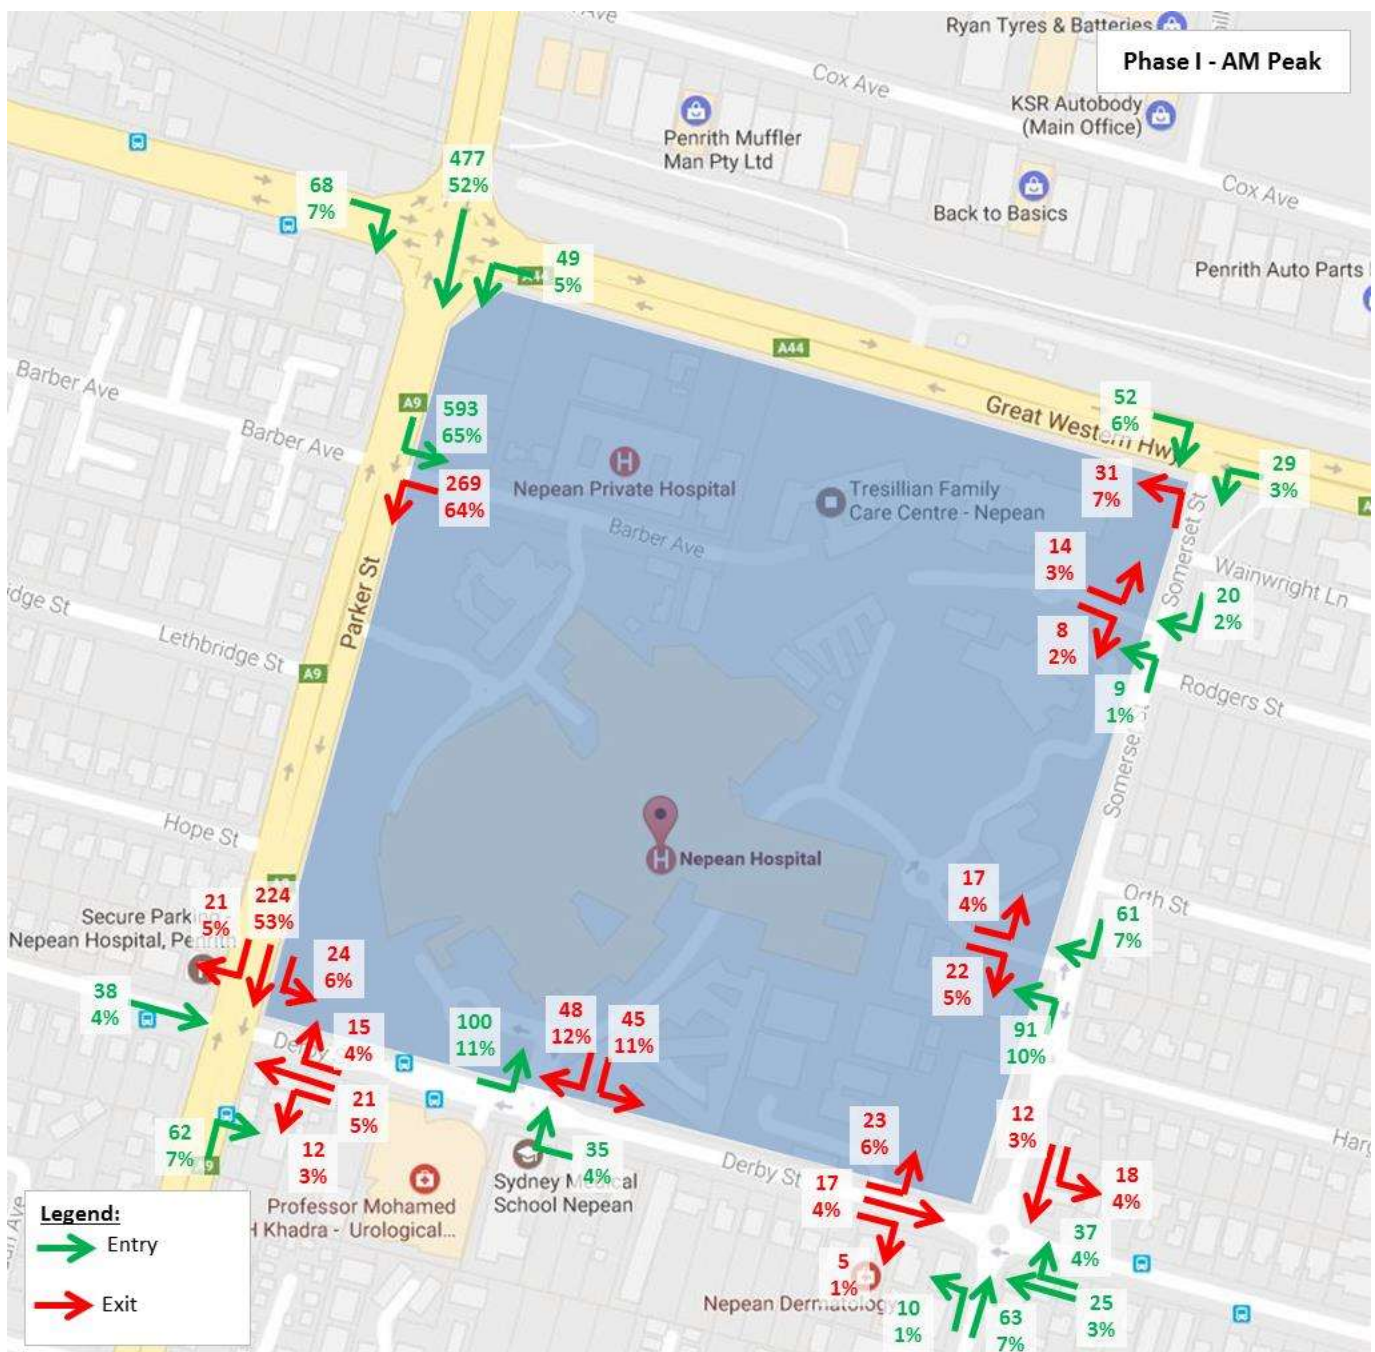 Ryan Tyres & Batteries
Phase I - AM Peak
Cox Ave
KSR Autobody
(Main Office)
Penrith Muffler
Man Pty Ltd
477
52%
68
7%
Cox Ave
Back to Basics
49
5%
A44
Penrith Auto Parts
A44
Barber Ave
A9
593
65%
Great Western Hwy
52
6%
Barber Ave
Nepean Private Hospital
269
64%
Tresillian Family
Care Centre - Nepean
31
7%
29
3%
A
Barber Ave
14
3%
Somerset St
Wainwright Ln
20
2%
Parker St
dge St
Lethbridge St
8
2%
A9
9
1%
Rodgers St
Somerset St
Hope St
Nepean Hospital
17
4%
Orth St
21
5%
224
53%
Secure Parking -
Nepean Hospital, Penrith
61
7%
24
6%
22
5%
38
4%
100
11%
48
12%
45
11%
91
10%
15
4%
Derby
21
5%
62
7%
9
12
3%
23
6%
12
3%
35
4%
Derby St
Sydney Medical
School Nepean
17
4%
18
4%
Professor Mohamed
H Khadra - Urological...
Legend:
Entry
Exit
37
4%
5
1%
Nepean Dermatology
10
1%
63
7%
25
3%